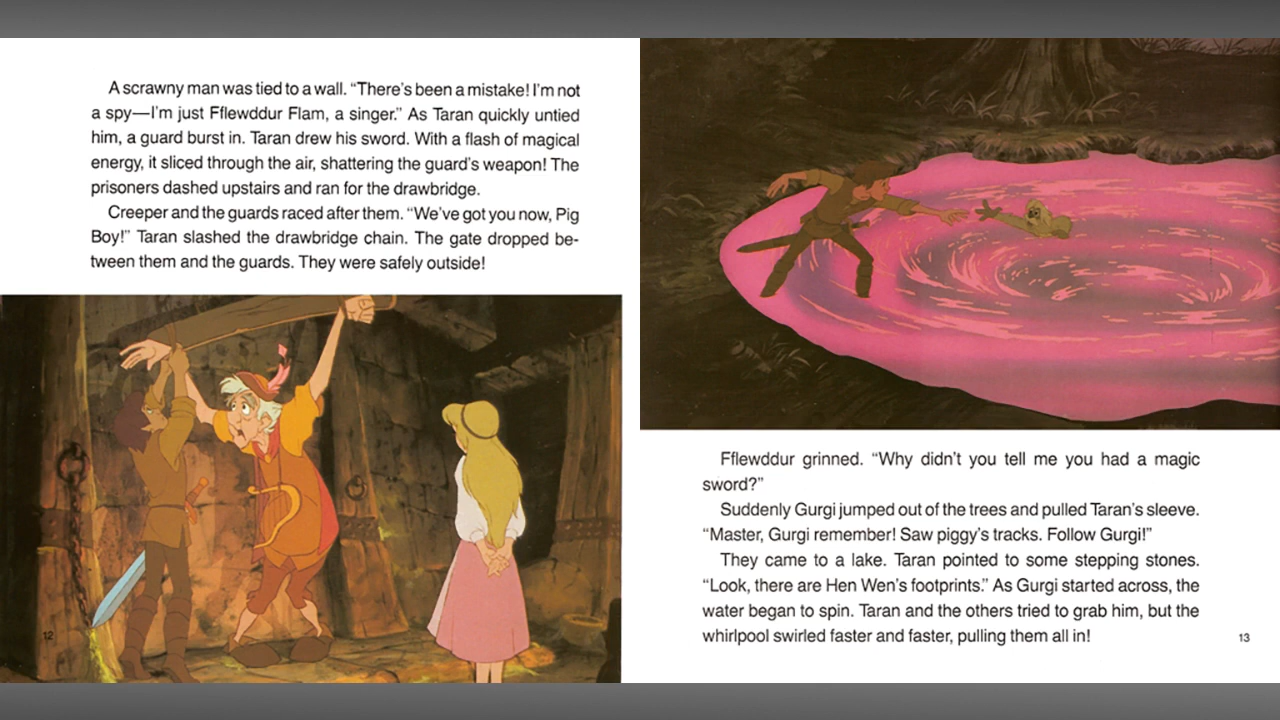 A scrawny man was tied to a wall. “There’s been a mistake! I’m not
a spy—I’m just Fflewddur Flam, a singer.” As Taran quickly untied
him, a guard burst in. Taran drew his sword. With a flash of magical
energy, it sliced through the air, shattering the guard’s weapon! The
prisoners dashed upstairs and ran for the drawbridge.
Creeper and the guards raced after them. “We’ve got you now, Pig
Boy!” Taran slashed the drawbridge chain. The gate dropped be-
tween them and the guards. They were safely outside!
12
Fflewddur grinned. “Why didn’t you tell me you had a magic
sword?”
Suddenly Gurgi jumped out of the trees and pulled Taran’s sleeve.
“Master, Gurgi remember! Saw piggy’s tracks. Follow Gurgi!”
They came to a lake. Taran pointed to some stepping stones.
“Look, there are Hen Wen’s footprints.” As Gurgi started across, the
water began to spin. Taran and the others tried to grab him, but the
whirlpool swirled faster and faster, pulling them all in!
13